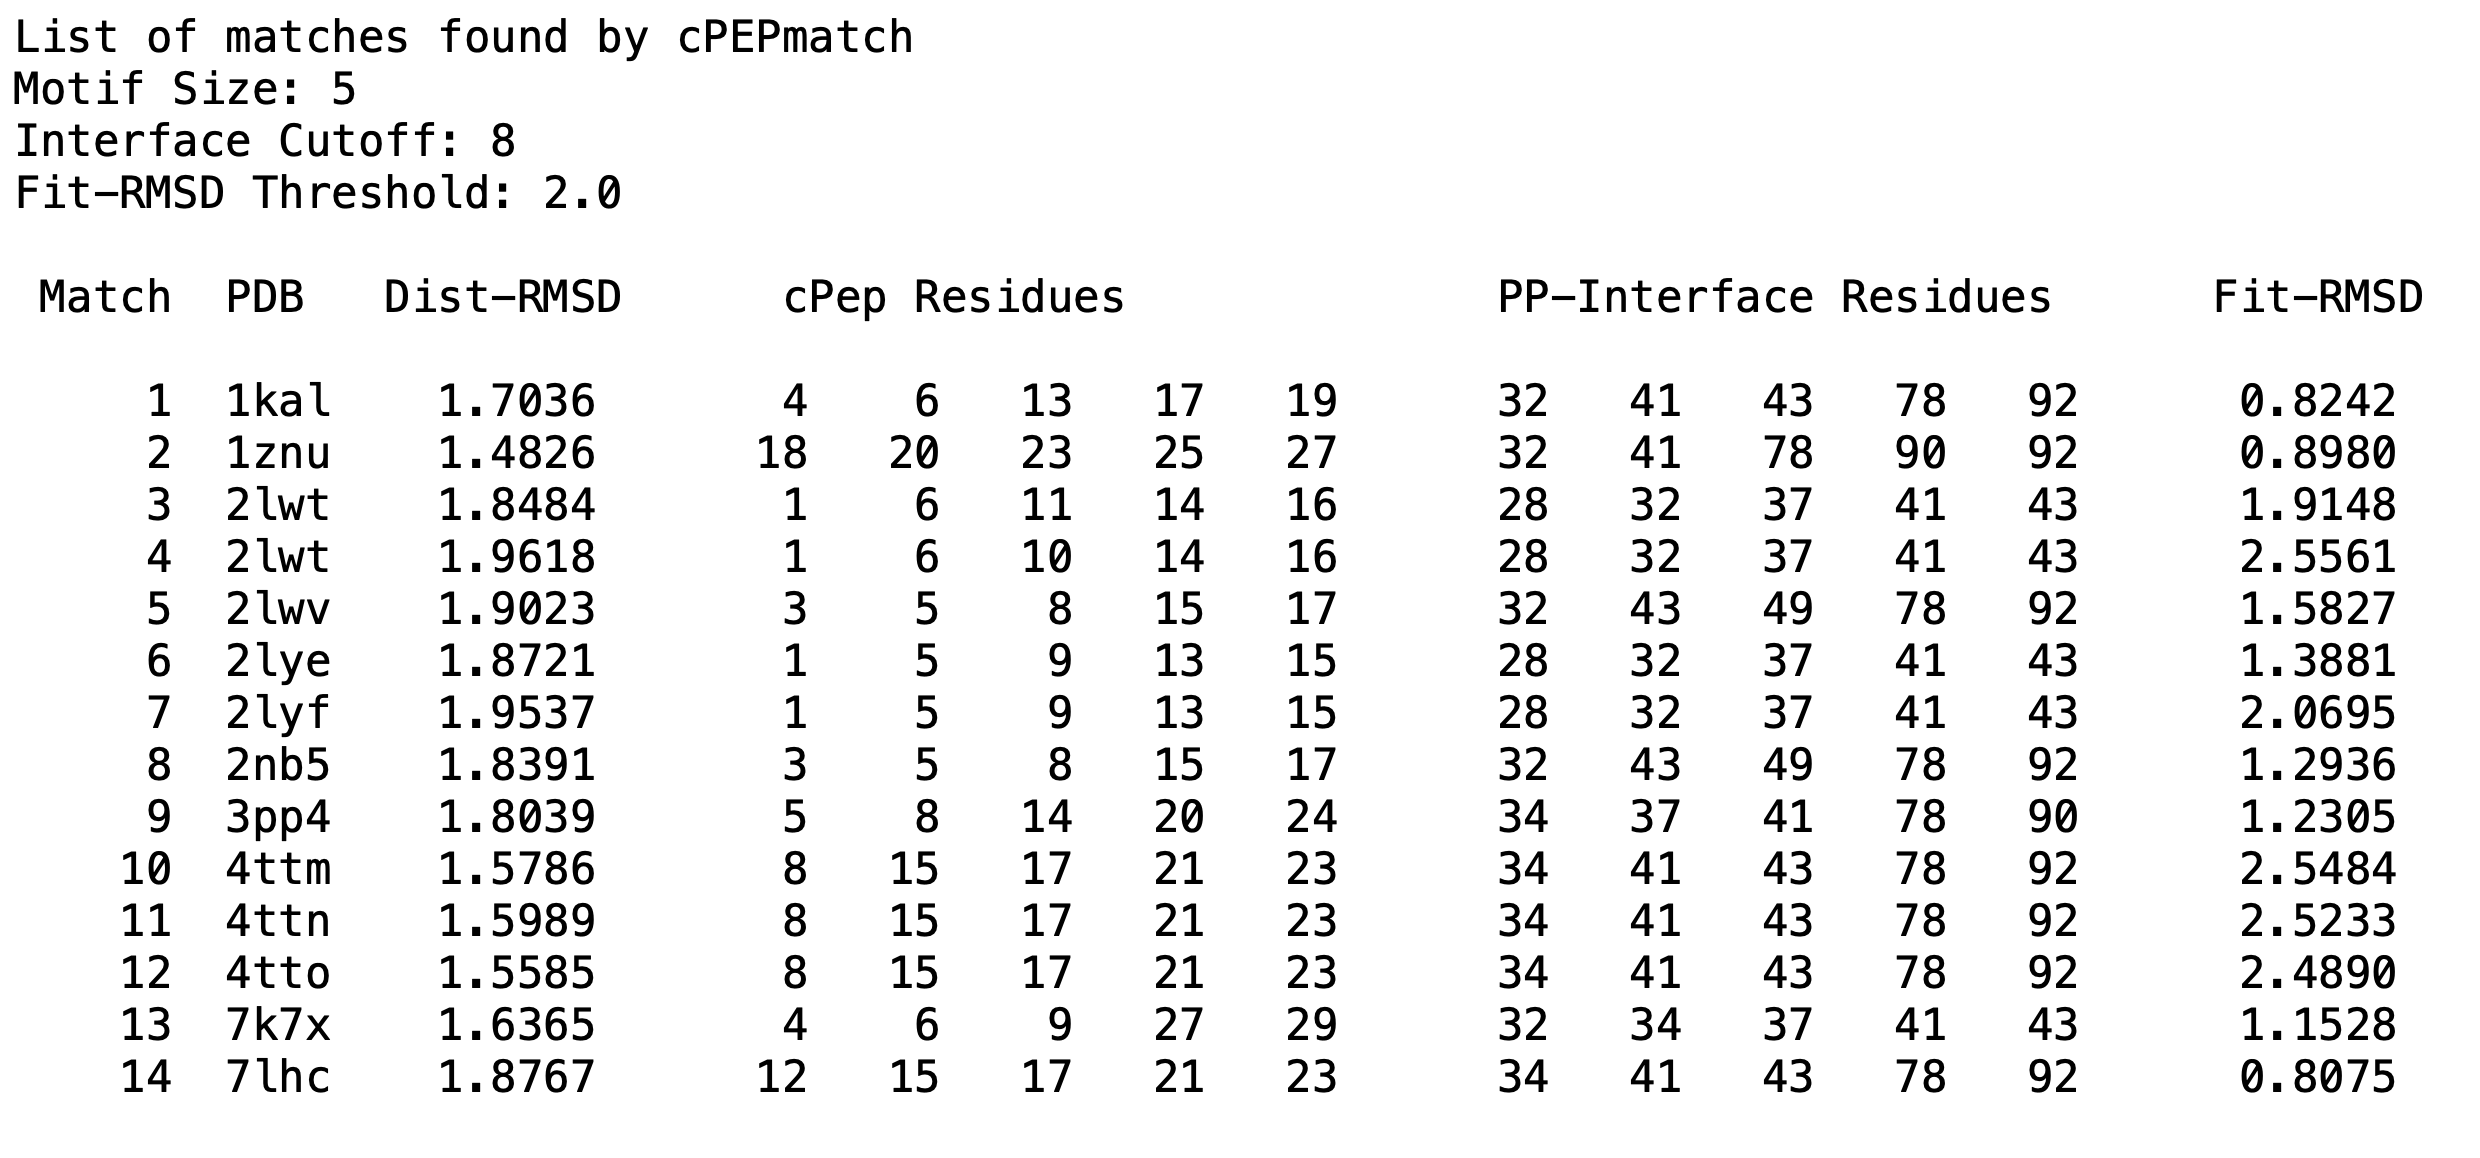 List of matches found by cPEPmatch
Motif Size: 5
Interface Cutoff: 8
Fit-RMSD Threshold: 2.0
Match PDB Dist-RMSD cPep Residues PP-Interface Residues Fit-RMSD
1 1kal 1.7036 4 6 13 17 19 32 41 43 78 92 0.8242
2 1znu 1.4826 18 20 23 25 27 32 41 78 90 92 0.8980
3 2lwt 1.8484 1 6 11 14 16 28 32 37 41 43 1.9148
4 2lwt 1.9618 1 6 10 14 16 28 32 37 41 43 2.5561
5 2lwv 1.9023 3 5 8 15 17 32 43 49 78 92 1.5827
6 2lye 1.8721 1 5 9 13 15 28 32 37 41 43 1.3881
7 2lyf 1.9537 1 5 9 13 15 28 32 37 41 43 2.0695
8 2nb5 1.8391 3 5 8 15 17 32 43 49 78 92 1.2936
9 3pp4 1.8039 5 8 14 20 24 34 37 41 78 90 1.2305
10 4ttm 1.5786 8 15 17 21 23 34 41 43 78 92 2.5484
11 4ttn 1.5989 8 15 17 21 23 34 41 43 78 92 2.5233
12 4tto 1.5585 8 15 17 21 23 34 41 43 78 92 2.4890
13 7k7x 1.6365 4 6 9 27 29 32 34 37 41 43 1.1528
14 7lhc 1.8767 12 15 17 21 23 34 41 43 78 92 0.8075